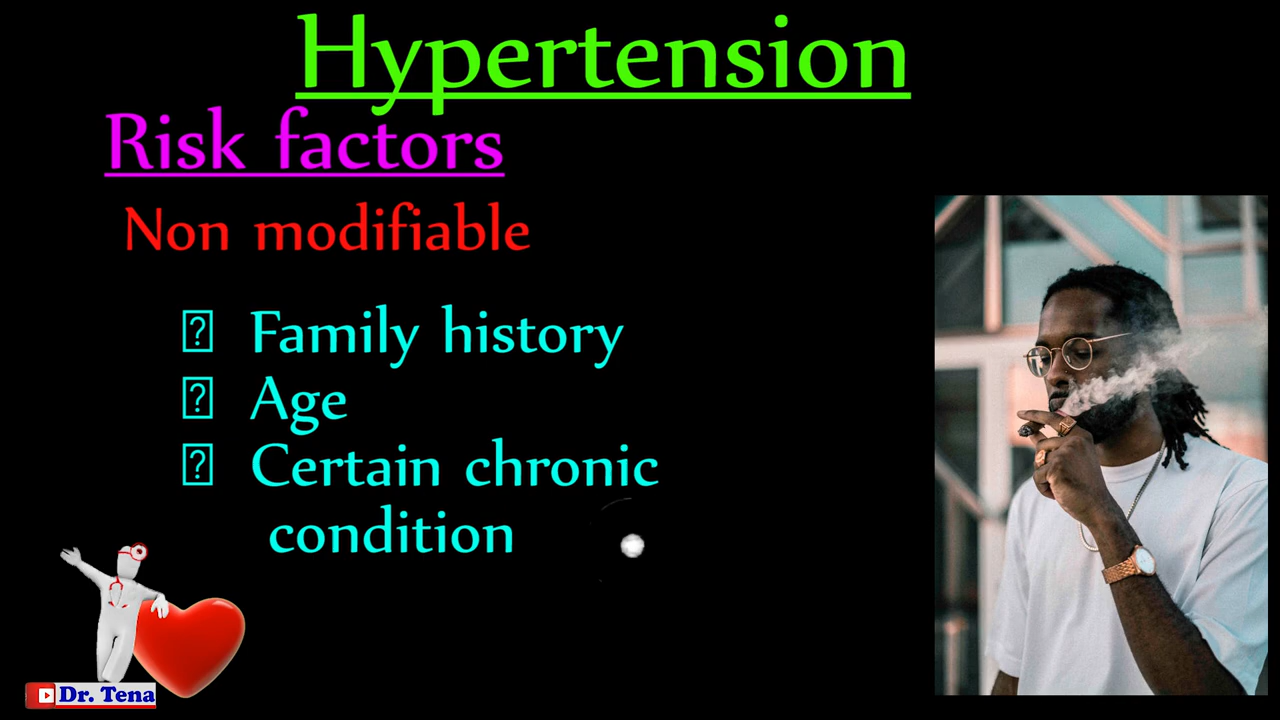 Hypertension
Risk factors
Non modifiable
Family history
Age
Certain chronic
condition
Dr. Tena